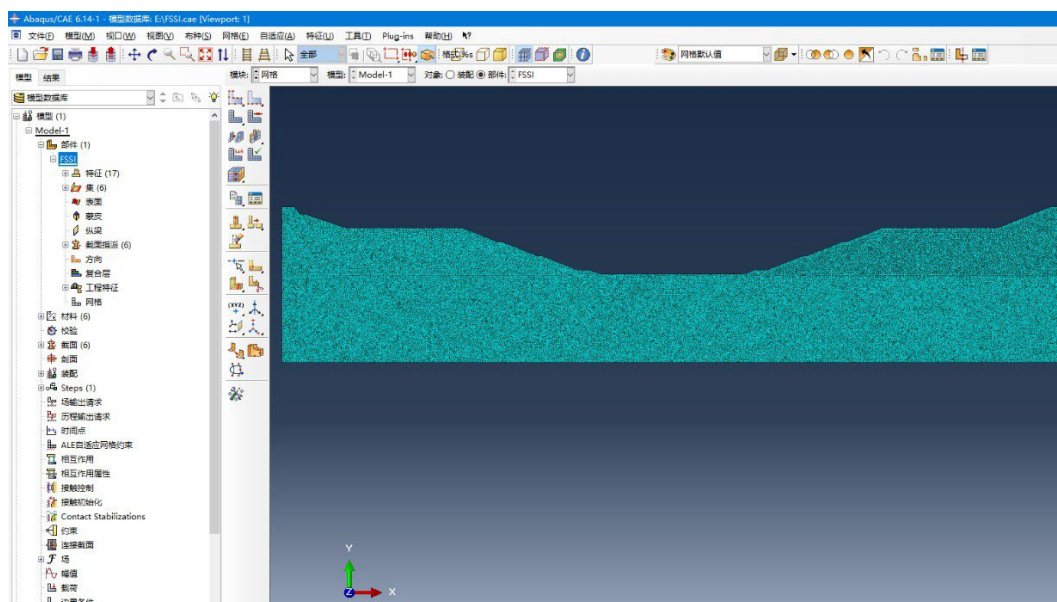 Abaqus/CAE 6.14-1 - 模型数据库: E:\FSSI.cae [Viewport: 1]
文件(F) 模型(M) 视口(W) 视图(V) 布种(S) 网格(E) 自适应(A) 特征(U) 工具(T) Plug-ins 帮助(H)
全部 网格默认值
模型 结果 模块: 网格 模型: Model-1 对象: 装配 部件: FSSI
模型数据库
模型 (1)
Model-1
部件 (1)
FSSI
特征 (17)
集 (6)
表面
蒙皮
纵梁
截面指派 (6)
方向
复合层
工程特征
网格
材料 (6)
校验
截面 (6)
剖面
装配
Steps (1)
场输出请求
历程输出请求
时间点
ALE自适应网格约束
相互作用
相互作用属性
接触控制
接触初始化
Contact Stabilizations
约束
连接截面
场
幅值
载荷
(XYZ)
Y
Z X